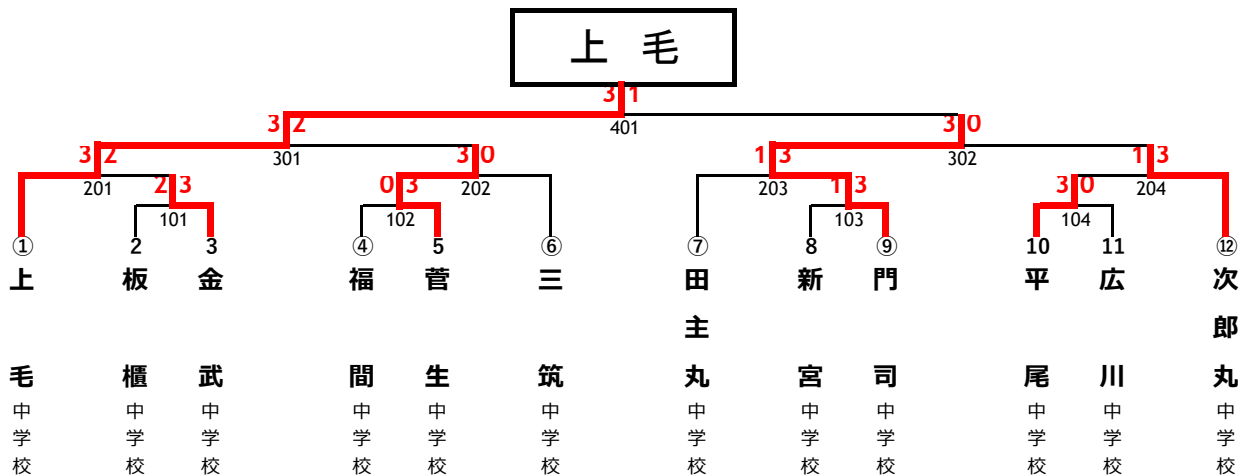 上 毛
3 1
401
3 2
3 0
301
302
3 2
3 0
1 3
1 3
201
202
203
204
2 3
0 3
1 3
3 0
101
102
103
104
① 2 3 ④ 5 ⑥ ⑦ 8 ⑨ 10 11 ⑫
上毛中学校
板櫃中学校
金武中学校
福間中学校
菅生中学校
三筑中学校
田主丸中学校
新宮中学校
門司中学校
平尾中学校
広川中学校
次郎丸中学校